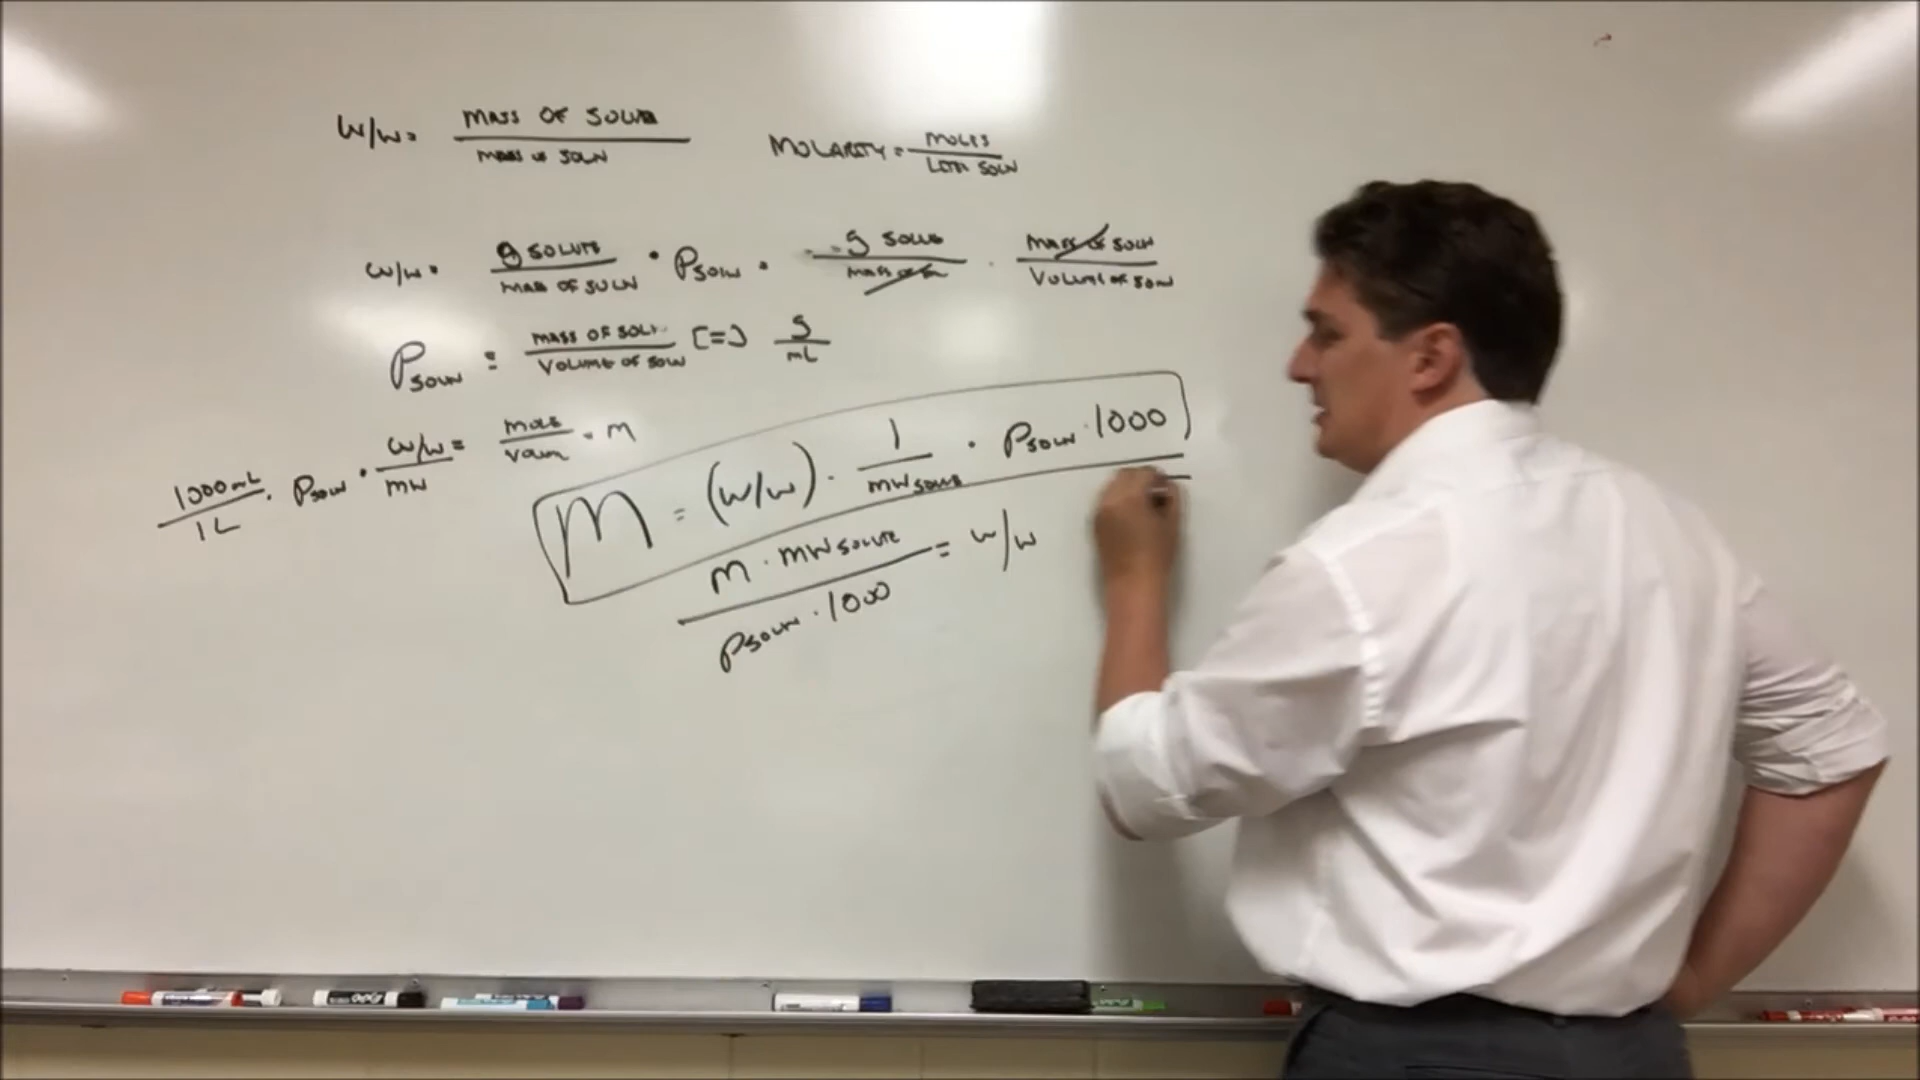 W/W = MASS OF SOLUTE / MASS OF SOLN
MOLARITY = MOLES / LITER SOLN
W/W · g SOLUTE / MASS OF SOLN · ρSOLN · g SOLUTE / MASS OF SOLN · MASS OF SOLN / VOLUME OF SOLN
ρSOLN = MASS OF SOLN / VOLUME OF SOLN [=] g / mL
1000 mL / 1 L · ρSOLN · W/W / MW = MOLES / VOLUME = M
M = (W/W) · 1 / MW SOLUTE · ρSOLN · 1000
M · MW SOLUTE / ρSOLN · 1000 = W/W
EXPO